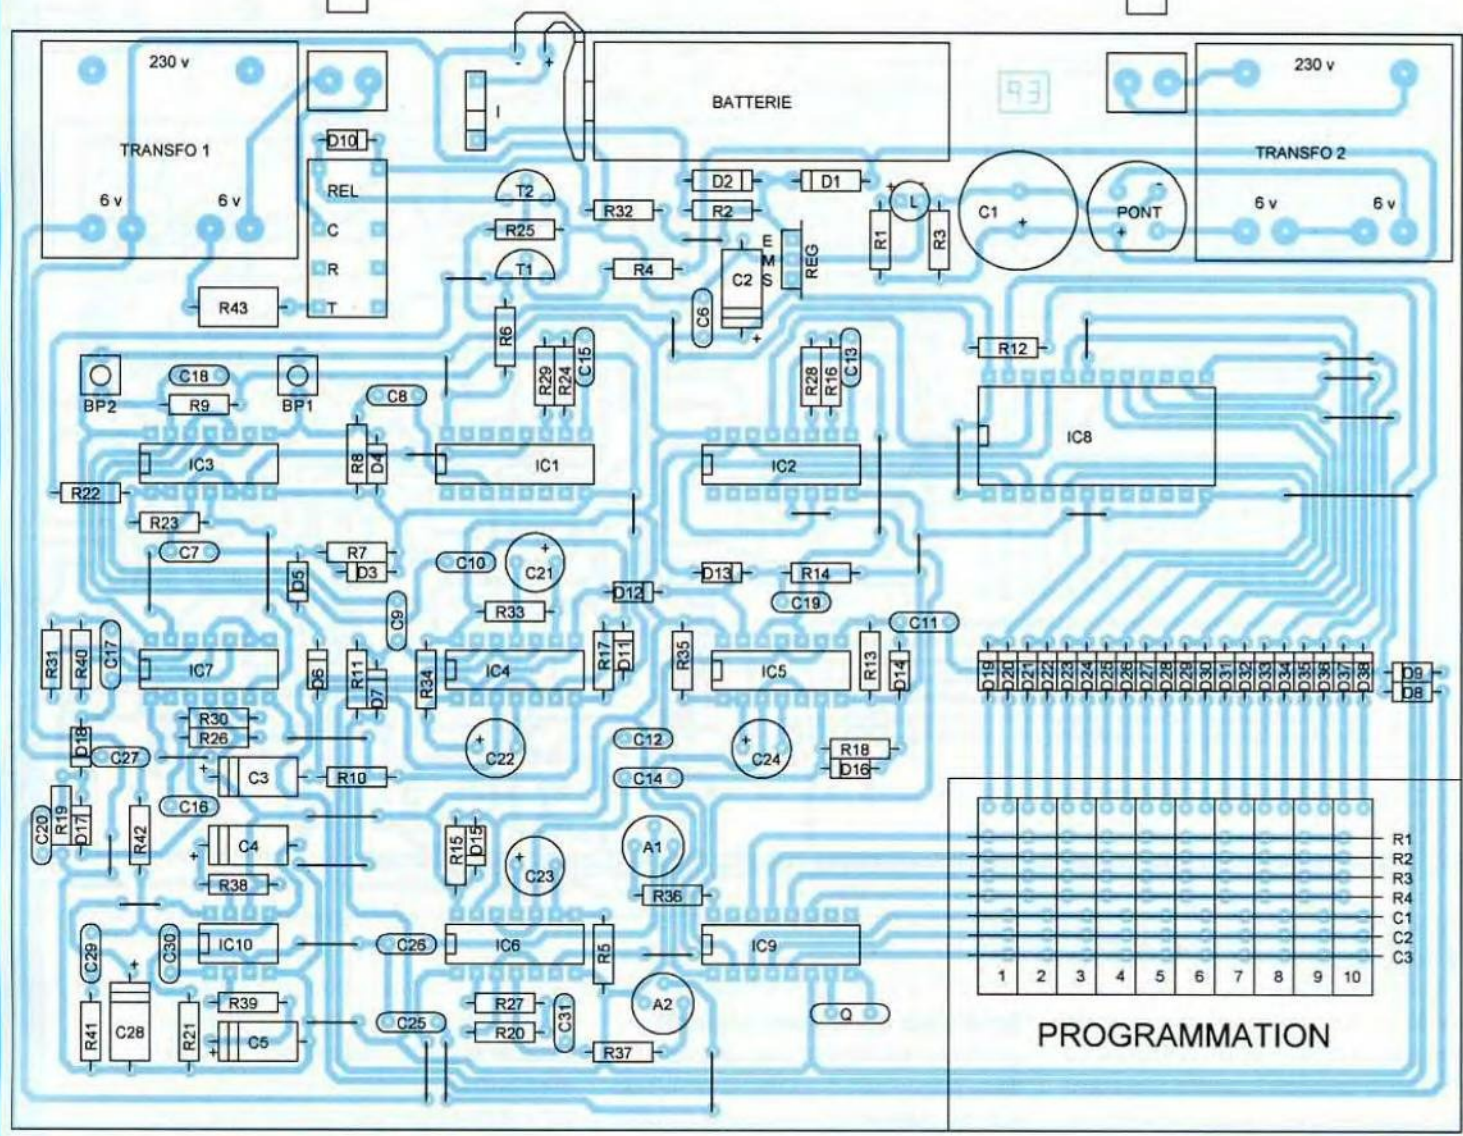 230 v
- +
BATTERIE
93
230 v
TRANSFO 1
I
TRANSFO 2
D10
REL
T2
D2
D1
+ -
L
C1
+
PONT
-
+
6 v
6 v
6 v
6 v
C
R
T
R25
R32
R2
R1
R3
T1
R4
E
M
S
REG
C2
+
C6
R43
R6
R12
C18
R29
R24
C15
R28
R16
C13
BP2
R9
BP1
C8
IC3
R8
D4
IC1
IC2
IC8
R22
R23
C7
R7
D3
D5
C10
+
C21
D12
D13
R14
C19
C9
R33
C11
R31
R40
C17
IC7
D6
R11
D7
R34
IC4
R17
D11
R35
IC5
R13
D14
D19
D20
D21
D22
D23
D24
D25
D26
D27
D28
D29
D30
D31
D32
D33
D34
D35
D36
D37
D38
D9
D8
R30
R26
D18
C27
+
C3
R10
+
C22
C12
+
C24
R18
D16
C14
C16
C20
R19
D17
R42
+
C4
R38
R15
D15
+
C23
A1
R36
R1
R2
R3
R4
C1
C2
C3
C29
C30
IC10
C26
IC6
R5
IC9
1 2 3 4 5 6 7 8 9 10
+
C28
R41
R21
R39
+
C5
C25
R27
R20
C31
A2
R37
Q
PROGRAMMATION